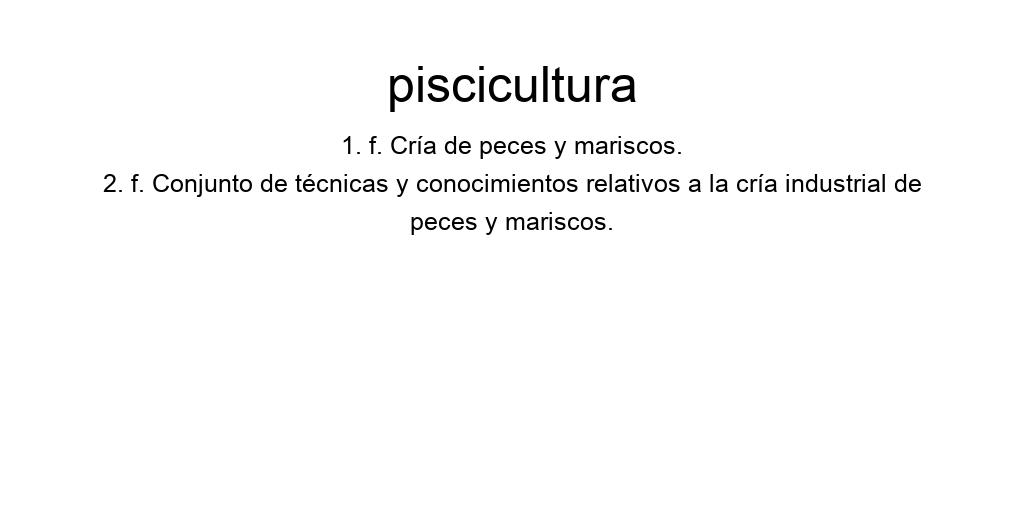 piscicultura
1. f. Cría de peces y mariscos.
2. f. Conjunto de técnicas y conocimientos relativos a la cría industrial de
peces y mariscos.